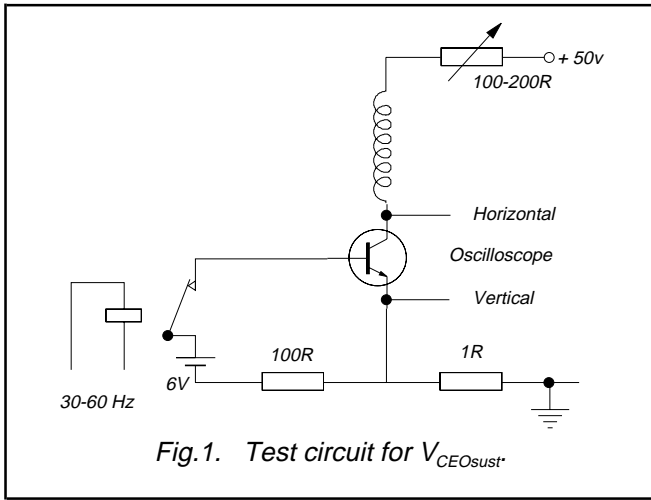 + 50v
100-200R
Horizontal
Oscilloscope
Vertical
100R
1R
6V
30-60 Hz
Fig.1. Test circuit for VCEOsust.